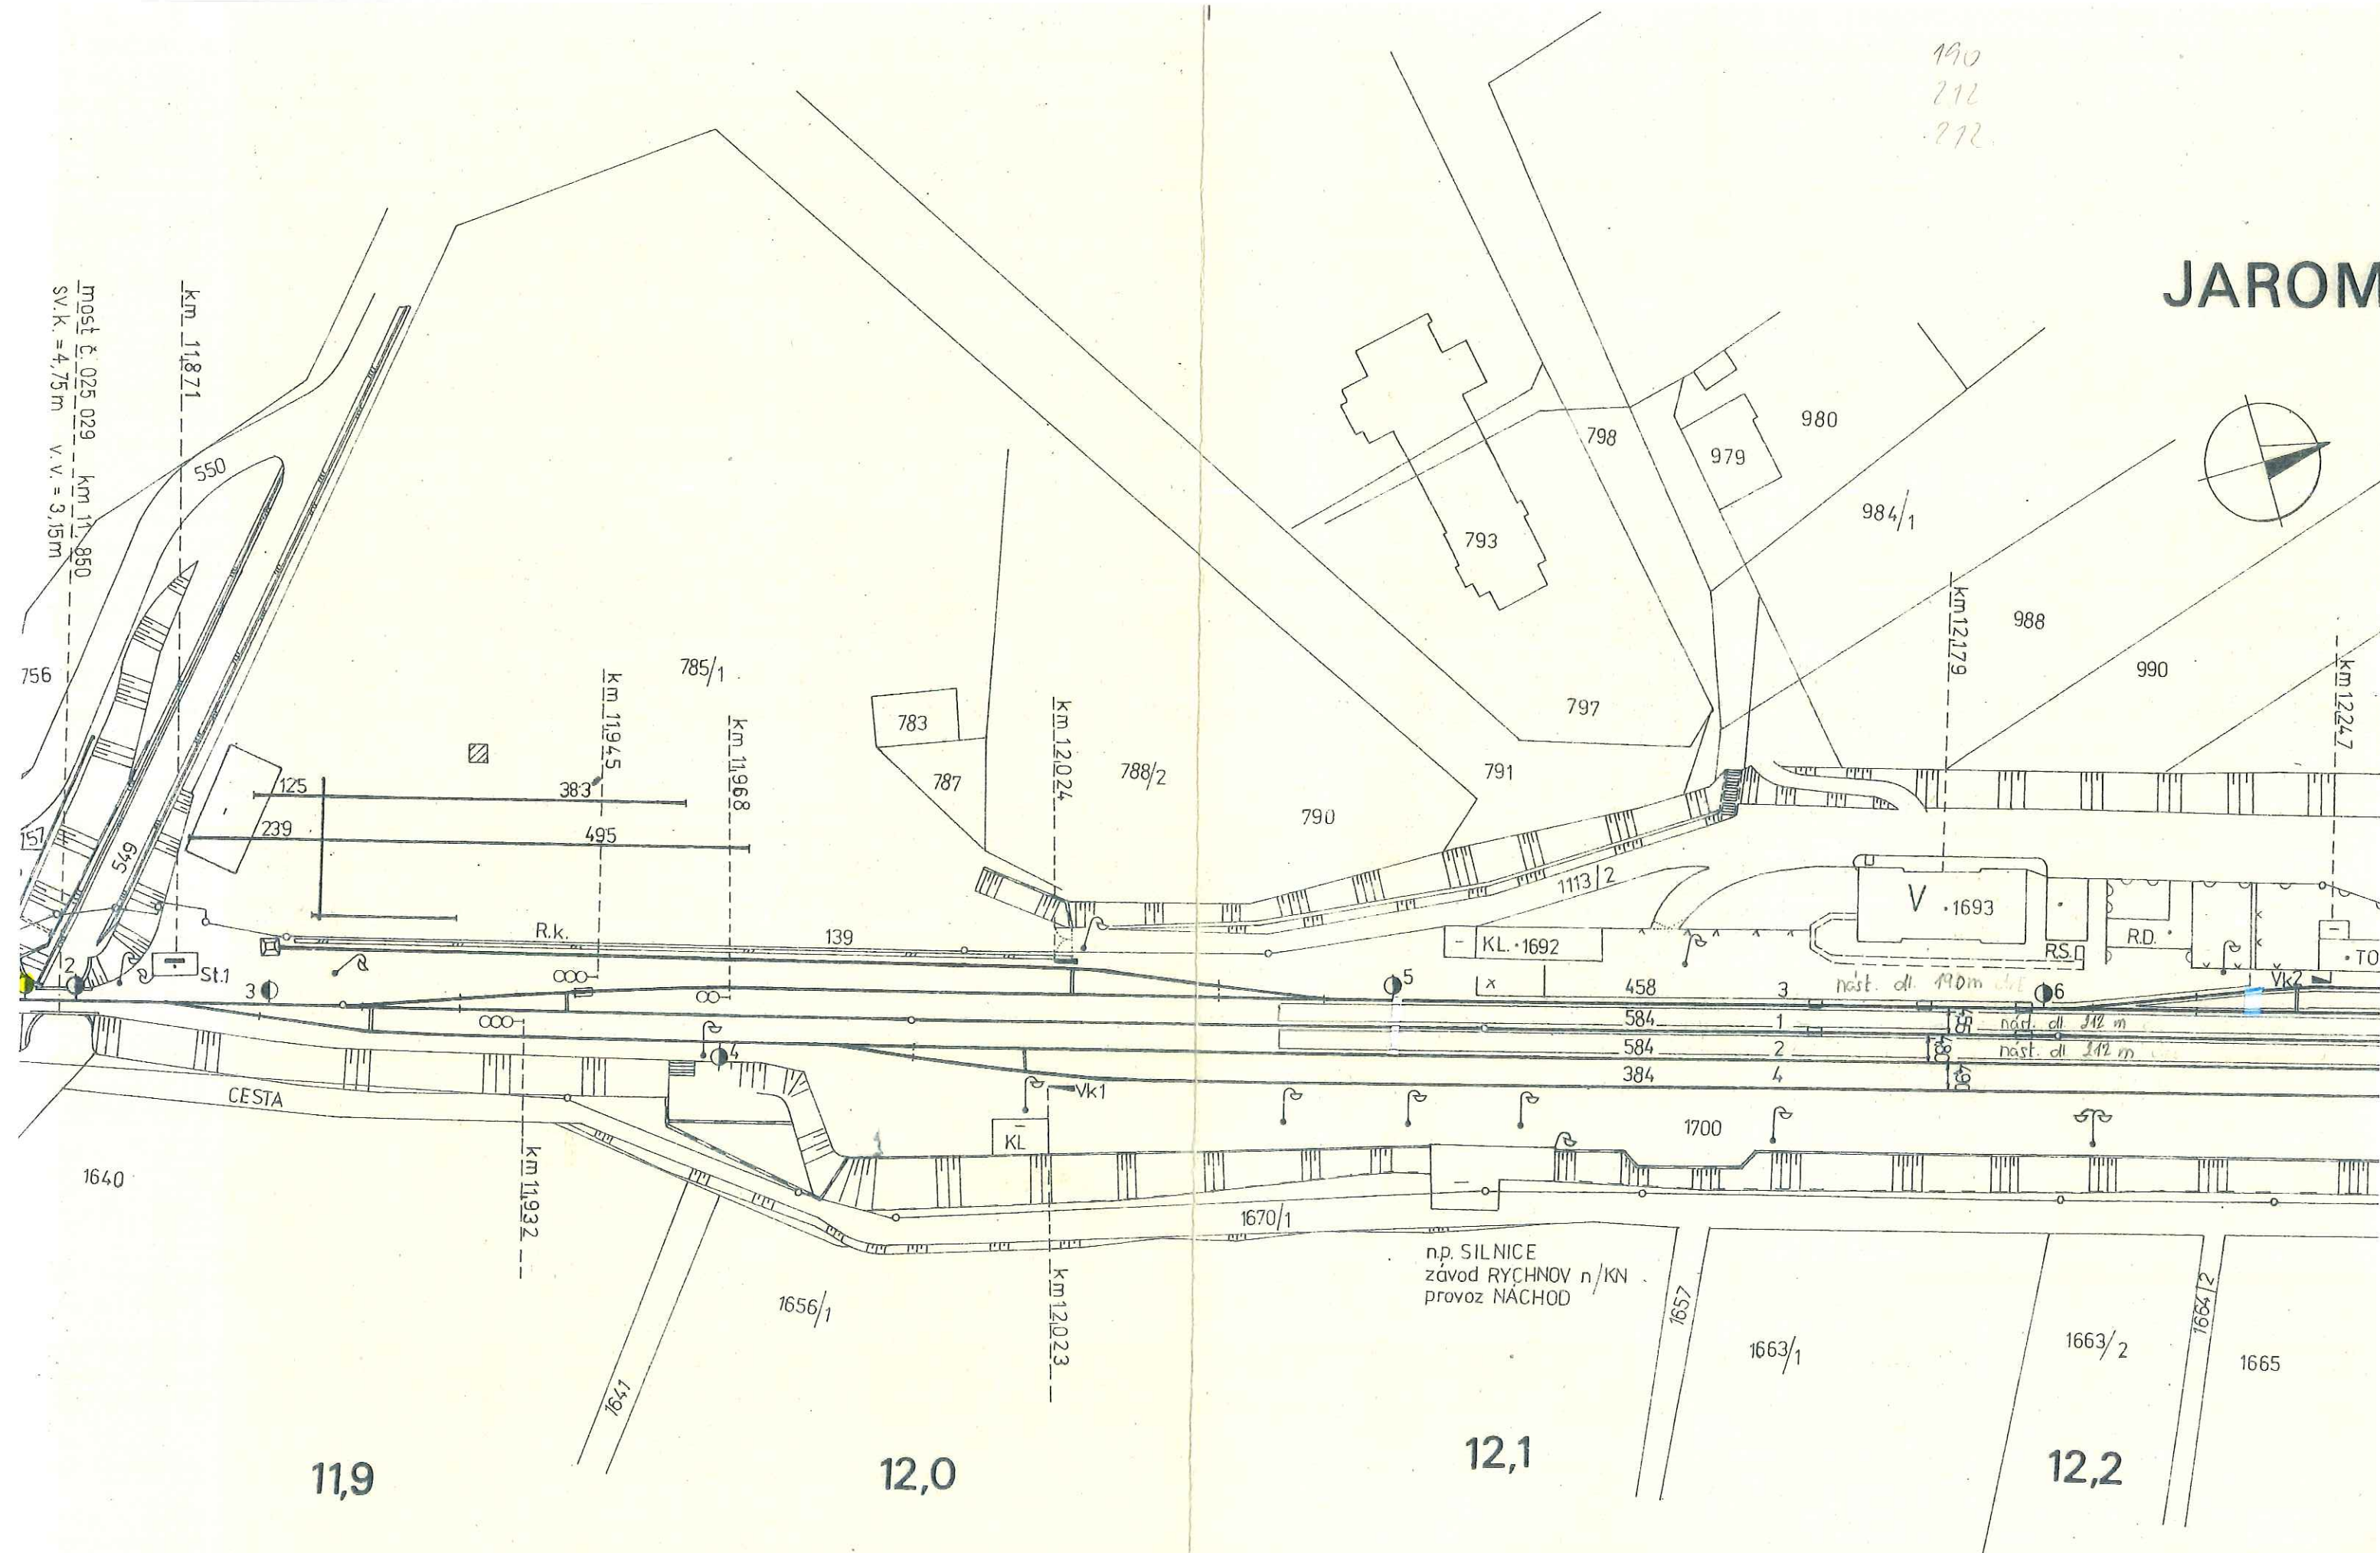 190
212
212
JAROM
most č. 025 029 km 11,850
sv.k. = 4,75m v.v. = 3,15m
km 11,871
550
756
157
549
125
383
239
495
785/1
km 11,945
km 11,968
783
787
km 12,024
788/2
790
791
797
793
798
979
980
984/1
988
990
km 12,179
km 12,247
1113/2
V
1693
KL. 1692
R.S.
R.D.
TO
R.k.
139
St.1
2
3
4
5
6
x
458
3
nást. dl. 190m
Vk2
584
1
nást. dl 212 m
584
2
nást. dl 212 m
384
4
Vk1
KL
1700
CESTA
1640
km 11,932
km 12,023
1670/1
n.p. SILNICE
závod RYCHNOV n/KN
provoz NÁCHOD
1641
1656/1
1657
1663/1
1663/2
1664/2
1665
11,9
12,0
12,1
12,2